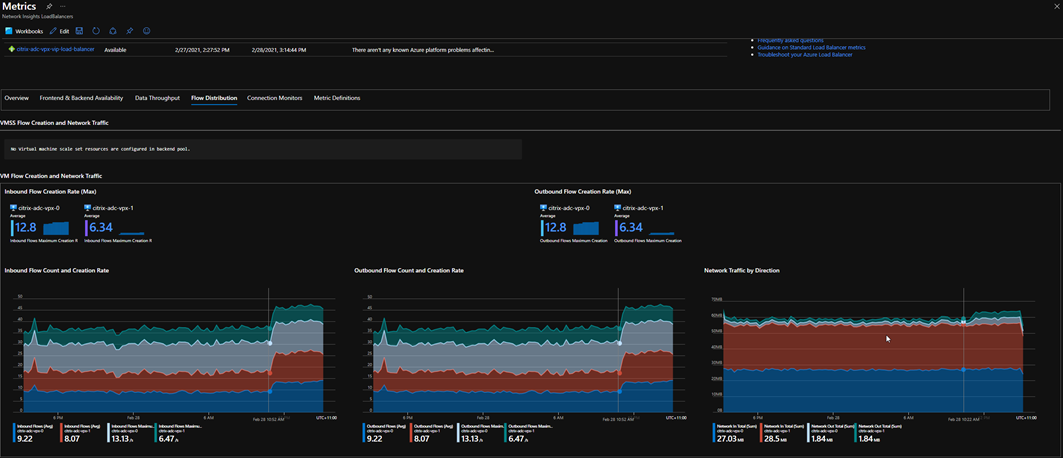 Metrics
Network Insights LoadBalancers
Workbooks Edit
citrix-adc-vpx-vip-load-balancer Available 2/27/2021, 2:27:52 PM 2/28/2021, 3:14:44 PM There aren't any known Azure platform problems affectin...
Frequently asked questions
Guidance on Standard Load Balancer metrics
Troubleshoot your Azure Load Balancer
Overview Frontend & Backend Availability Data Throughput Flow Distribution Connection Monitors Metric Definitions
VMSS Flow Creation and Network Traffic
No Virtual machine scale set resources are configured in backend pool.
VM Flow Creation and Network Traffic
Inbound Flow Creation Rate (Max) Outbound Flow Creation Rate (Max)
citrix-adc-vpx-0 citrix-adc-vpx-1 citrix-adc-vpx-0 citrix-adc-vpx-1
Average Average Average Average
12.8 6.34 12.8 6.34
Inbound Flows Maximum Creation R Inbound Flows Maximum Creation R Outbound Flows Maximum Creation Outbound Flows Maximum Creation
Inbound Flow Count and Creation Rate Outbound Flow Count and Creation Rate Network Traffic by Direction
50 50 70MB
45 45
40 40 60MB
35 35 50MB
30 30
25 25 40MB
20 20 30MB
15 15 20MB
10 10
5 5 10MB
0 0 0B
6 PM Feb 28 6 AM Feb 28 10:52 AM UTC+11:00 6 PM Feb 28 6 AM Feb 28 10:52 AM UTC+11:00 6 PM Feb 28 6 AM Feb 28 10:22 AM UTC+11:00
Inbound Flows (Avg) Inbound Flows (Avg) Inbound Flows Maximu... Inbound Flows Maximu... Outbound Flows (Avg) Outbound Flows (Avg) Outbound Flows Maxim... Outbound Flows Maxim... Network In Total (Sum) Network In Total (Sum) Network Out Total (Sum) Network Out Total (Sum)
citrix-adc-vpx-0 citrix-adc-vpx-1 citrix-adc-vpx-0 citrix-adc-vpx-1 citrix-adc-vpx-0 citrix-adc-vpx-1 citrix-adc-vpx-0 citrix-adc-vpx-1 citrix-adc-vpx-0 citrix-adc-vpx-1 citrix-adc-vpx-0 citrix-adc-vpx-1
9.22 8.07 13.13 /s 6.47 /s 9.22 8.07 13.13 /s 6.47 /s 27.03 MB 28.5 MB 1.84 MB 1.84 MB